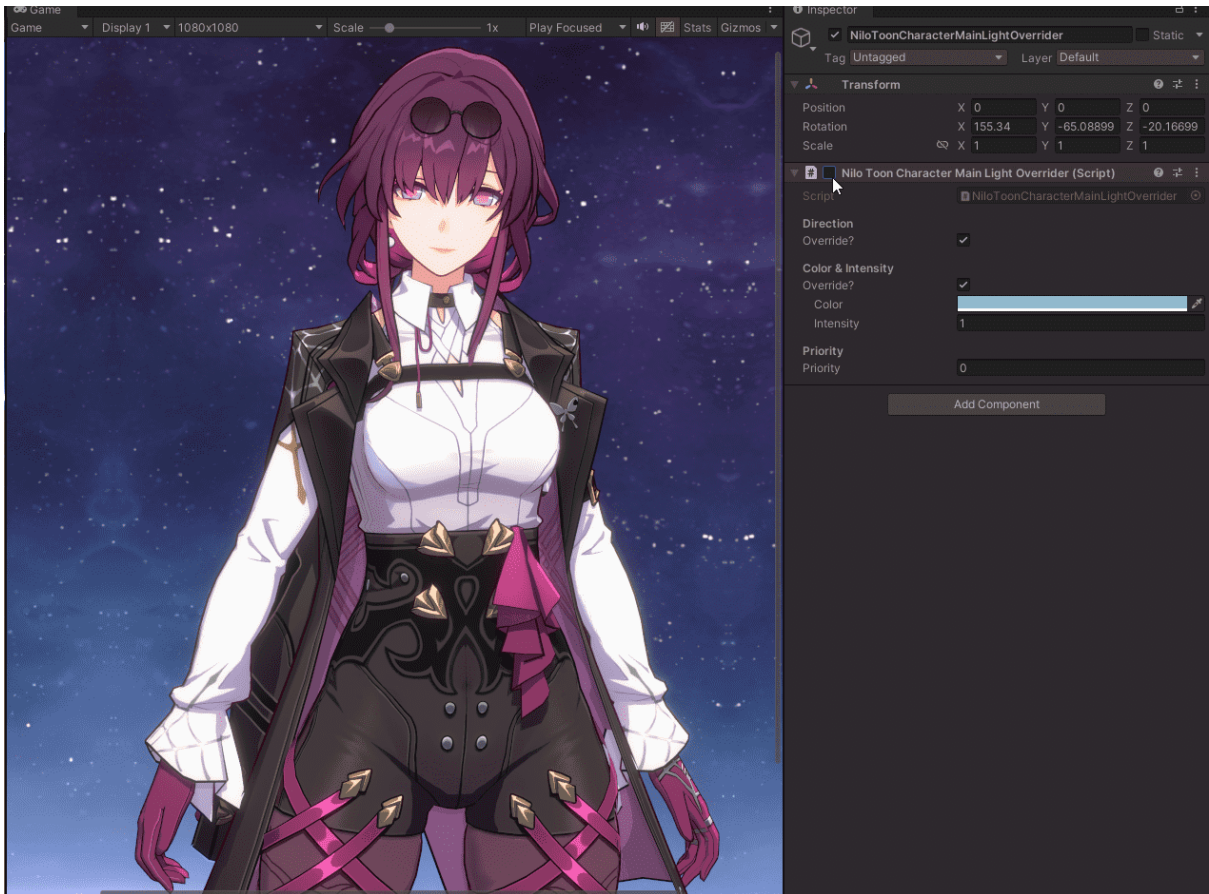 Game
Game Display 1 1080x1080 Scale 1x Play Focused Stats Gizmos
Inspector
NiloToonCharacterMainLightOverrider Static
Tag Untagged Layer Default
Transform
Position X 0 Y 0 Z 0
Rotation X 155.34 Y -65.08899 Z -20.16699
Scale X 1 Y 1 Z 1
# Nilo Toon Character Main Light Overrider (Script)
Script NiloToonCharacterMainLightOverrider
Direction
Override?
Color & Intensity
Override?
Color
Intensity 1
Priority
Priority 0
Add Component